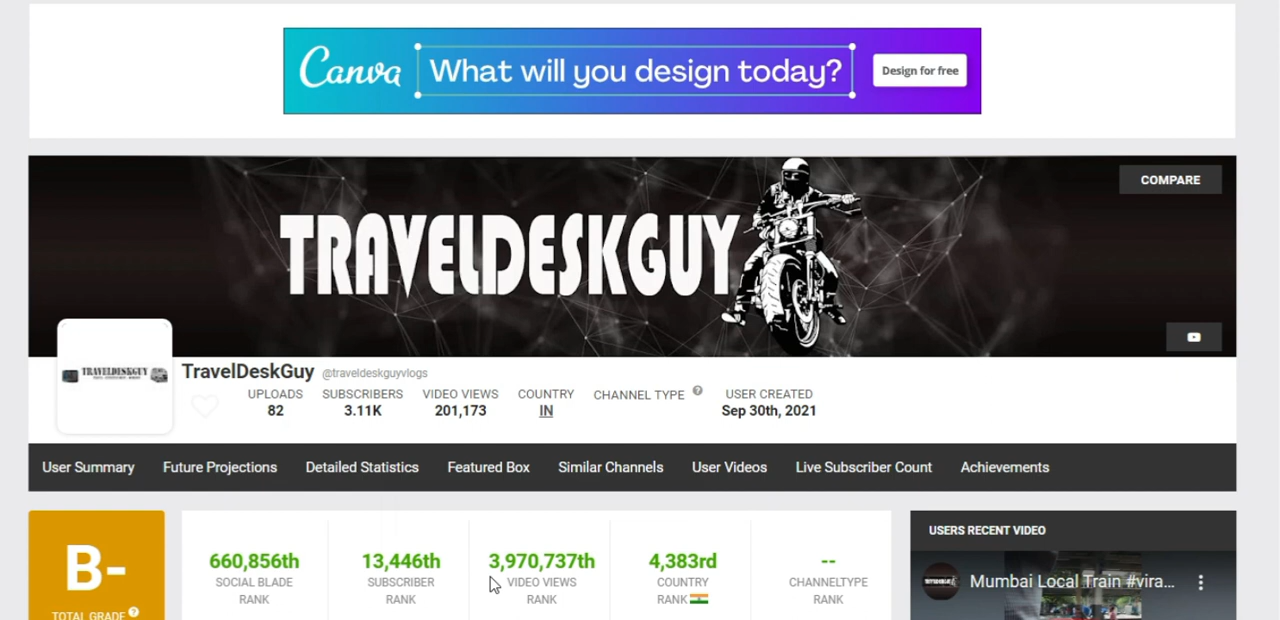 Canva What will you design today? Design for free
COMPARE
TRAVELDESKGUY
TRAVELDESKGUY
TravelDeskGuy @traveldeskguyvlogs
UPLOADS SUBSCRIBERS VIDEO VIEWS COUNTRY CHANNEL TYPE ? USER CREATED
82 3.11K 201,173 IN Sep 30th, 2021
User Summary Future Projections Detailed Statistics Featured Box Similar Channels User Videos Live Subscriber Count Achievements
B-
TOTAL GRADE ?
660,856th 13,446th 3,970,737th 4,383rd --
SOCIAL BLADE SUBSCRIBER VIDEO VIEWS COUNTRY CHANNELTYPE
RANK RANK RANK RANK RANK
USERS RECENT VIDEO
Mumbai Local Train #vira...